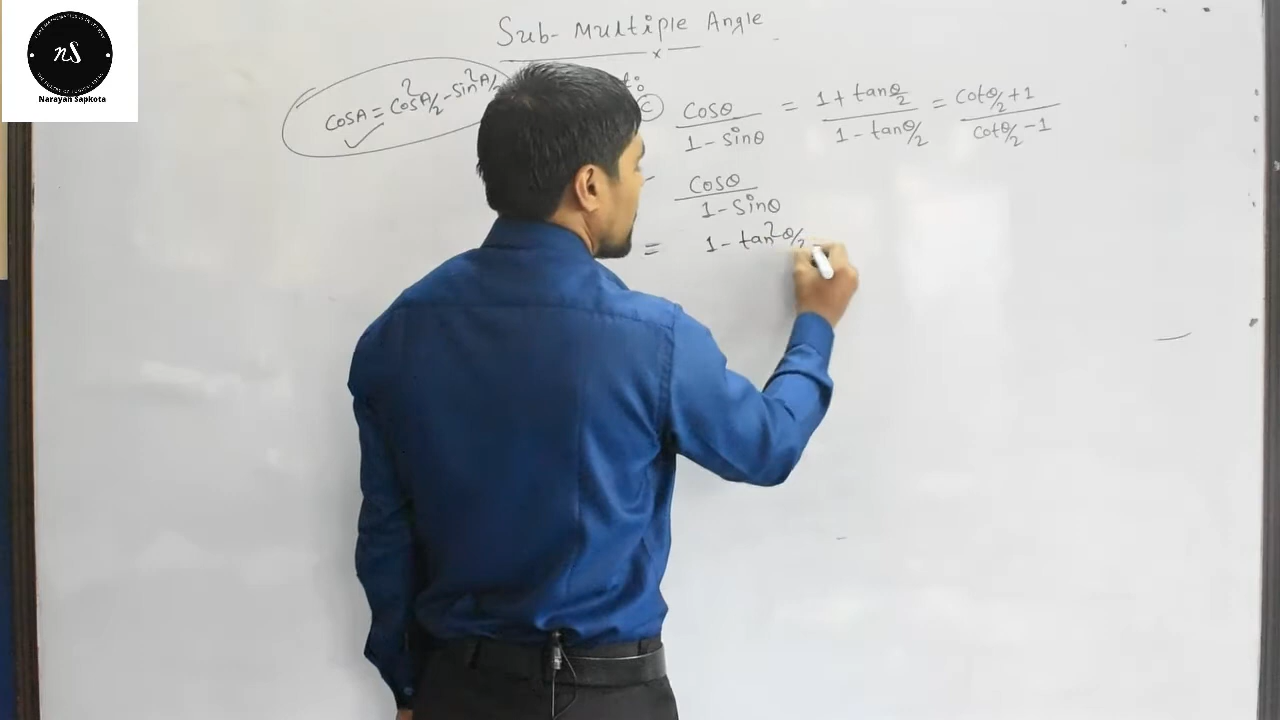 Sub-Multiple Angle
CosA = Cos²A/2 - Sin²A/2
(C) Cosθ / 1 - Sinθ = 1 + tanθ/2 / 1 - tanθ/2 = Cotθ/2 + 1 / Cotθ/2 - 1
Cosθ / 1 - Sinθ
= 1 - tan²θ/2
nS
Narayan Sapkota